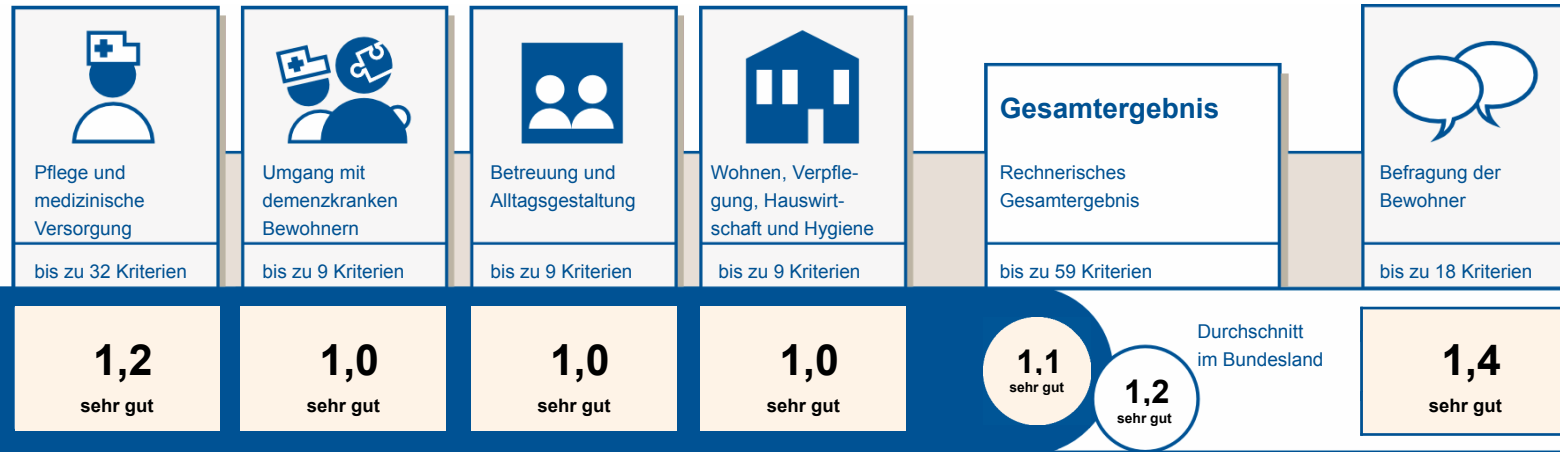 Pflege und
medizinische
Versorgung
bis zu 32 Kriterien
1,2
sehr gut
Umgang mit
demenzkranken
Bewohnern
bis zu 9 Kriterien
1,0
sehr gut
Betreuung und
Alltagsgestaltung
bis zu 9 Kriterien
1,0
sehr gut
Wohnen, Verpfle-
gung, Hauswirt-
schaft und Hygiene
bis zu 9 Kriterien
1,0
sehr gut
Gesamtergebnis
Rechnerisches
Gesamtergebnis
bis zu 59 Kriterien
1,1
sehr gut
Durchschnitt
im Bundesland
1,2
sehr gut
Befragung der
Bewohner
bis zu 18 Kriterien
1,4
sehr gut